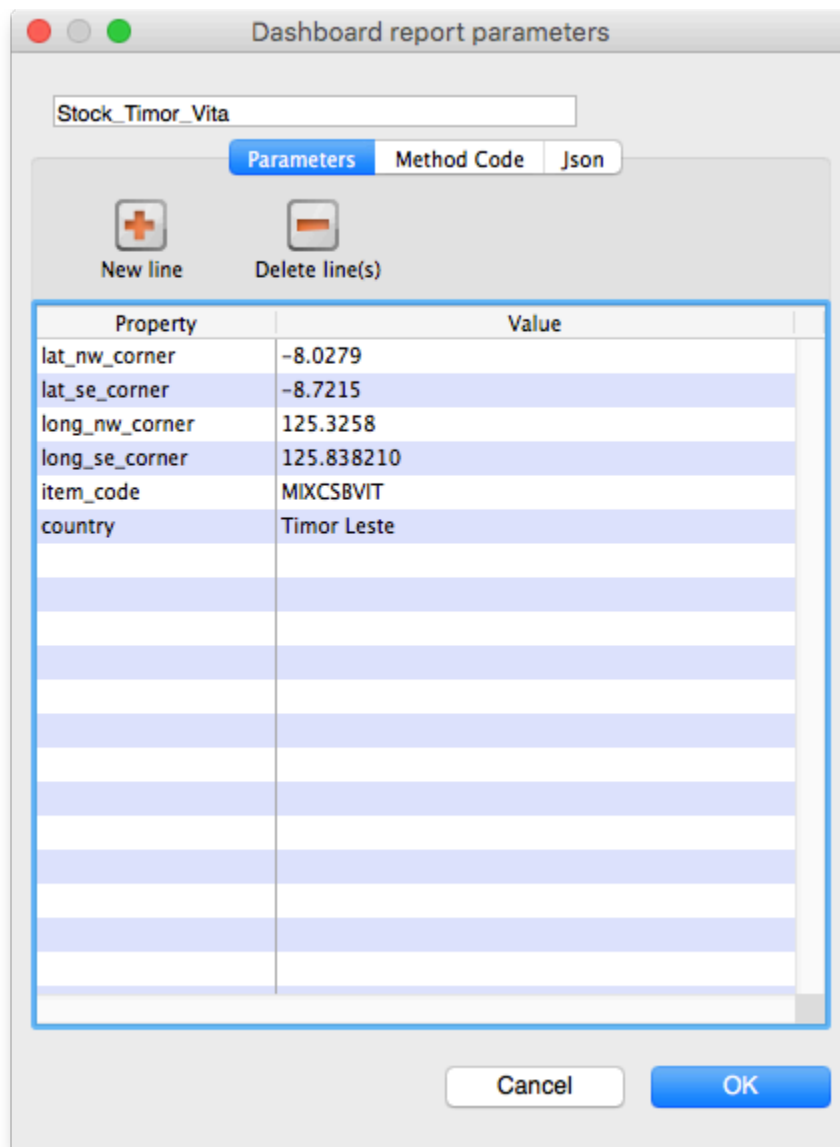 Dashboard report parameters
Stock_Timor_Vita
Parameters Method Code Json
New line Delete line(s)
Property Value
lat_nw_corner -8.0279
lat_se_corner -8.7215
long_nw_corner 125.3258
long_se_corner 125.838210
item_code MIXCSBVIT
country Timor Leste
Cancel OK